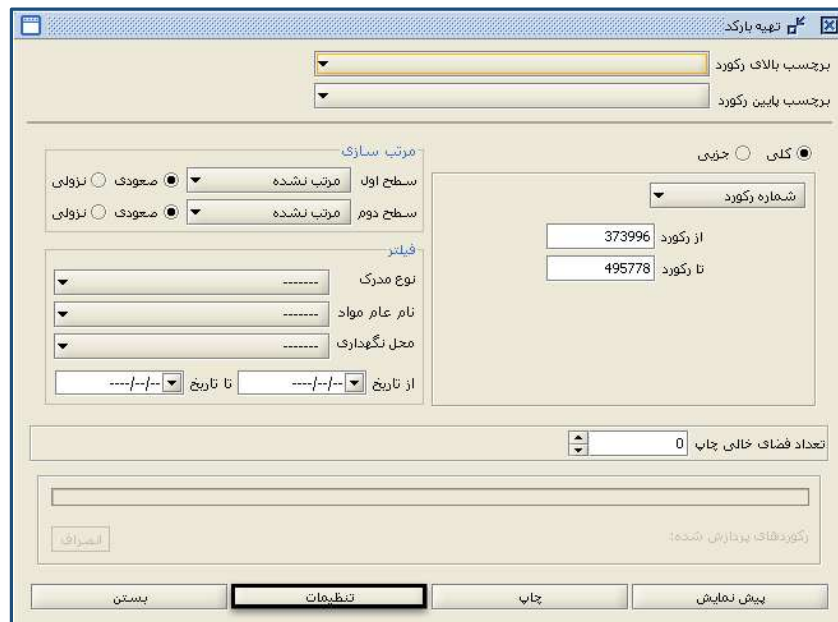 تهیه بارکد
برچسب بالای رکورد
برچسب پایین رکورد
کلی جزیی
شماره رکورد
از رکورد 373996
تا رکورد 495778
مرتب سازی
سطح اول مرتب نشده صعودی نزولی
سطح دوم مرتب نشده صعودی نزولی
فیلتر
نوع مدرک -------
نام عام مواد -------
محل نگهداری -------
از تاریخ ----/--/-- تا تاریخ ----/--/--
تعداد فضای خالی چاپ 0
رکوردهای پردازش شده:
انصراف
پیش نمایش چاپ تنظیمات بستن